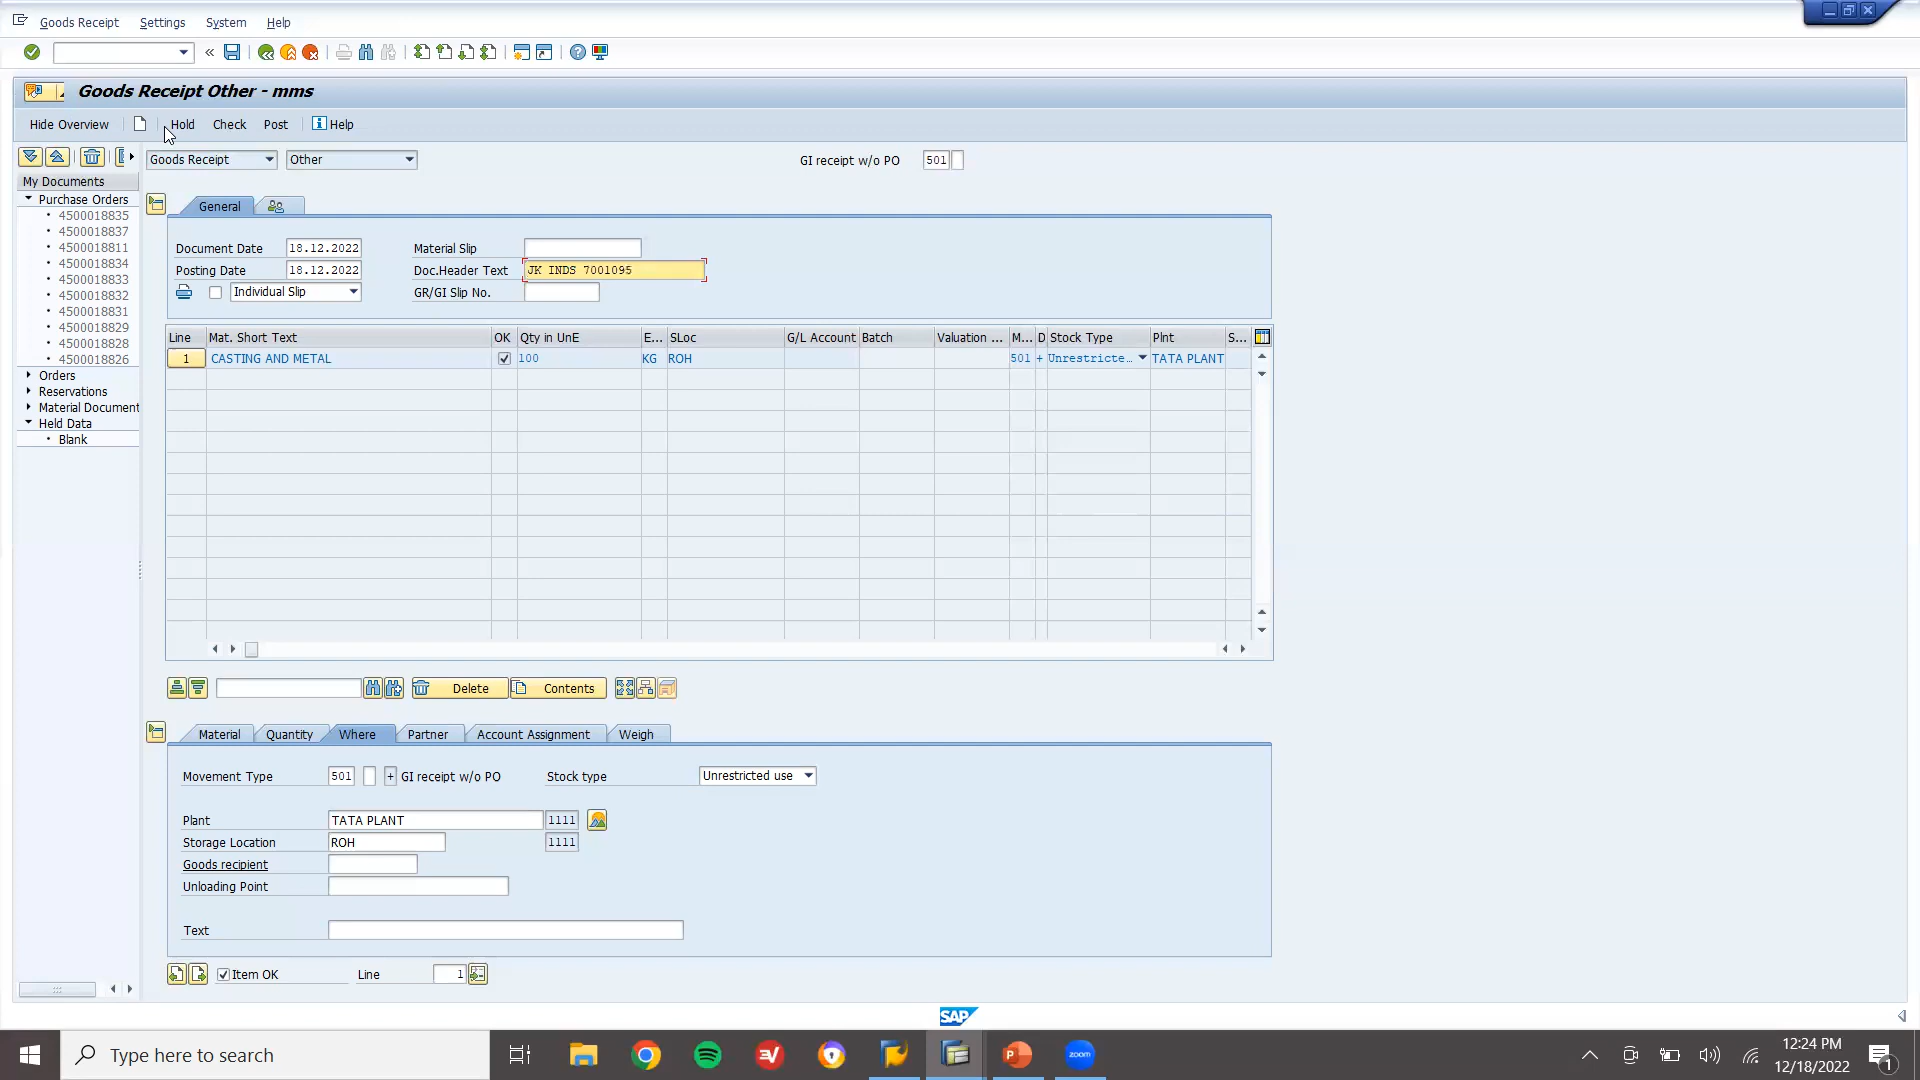 Goods Receipt Settings System Help
Goods Receipt Other - mms
Hide Overview Hold Check Post Help
Goods Receipt Other GI receipt w/o PO 501
My Documents
Purchase Orders
4500018835
4500018837
4500018811
4500018834
4500018833
4500018832
4500018831
4500018829
4500018828
4500018826
Orders
Reservations
Material Document
Held Data
Blank
General
Document Date 18.12.2022 Material Slip
Posting Date 18.12.2022 Doc.Header Text JK INDS 7001095
Individual Slip GR/GI Slip No.
Line Mat. Short Text OK Qty in UnE E... SLoc G/L Account Batch Valuation ... M... D Stock Type Plnt S...
1 CASTING AND METAL 100 KG ROH 501 + Unrestricte... TATA PLANT
Delete Contents
Material Quantity Where Partner Account Assignment Weigh
Movement Type 501 + GI receipt w/o PO Stock type Unrestricted use
Plant TATA PLANT 1111
Storage Location ROH 1111
Goods recipient
Unloading Point
Text
Item OK Line 1
SAP
Type here to search
zoom
12:24 PM
12/18/2022
1